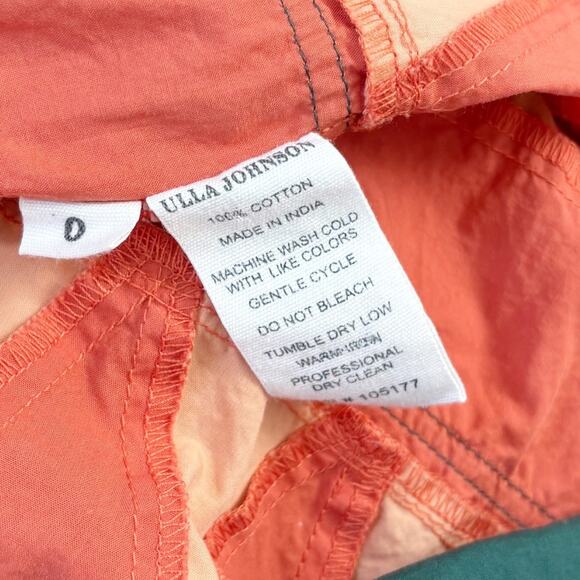 0
ULLA JOHNSON
100% COTTON
MADE IN INDIA
MACHINE WASH COLD
WITH LIKE COLORS
GENTLE CYCLE
DO NOT BLEACH
TUMBLE DRY LOW
WARM IRON
PROFESSIONAL
DRY CLEAN
# 105177